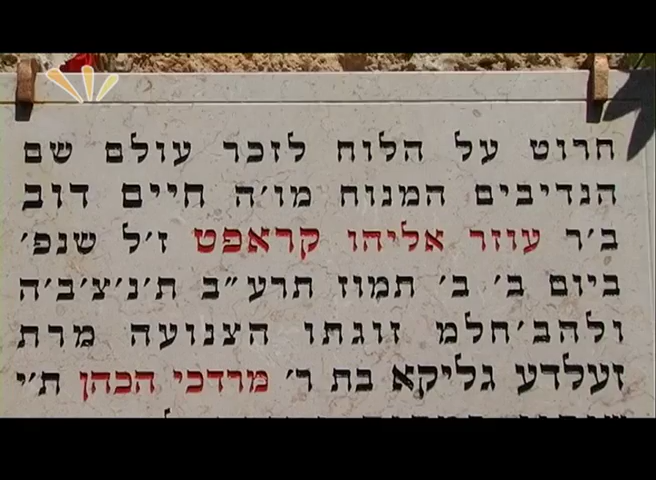 חרוט על הלוח לזכר עולם שם
הנדיבים המנוח מו׳ה חיים דוב
ב׳ר עוזר אליהו קראפט ז׳ל שנפ׳
ביום ב׳ ב׳ תמוז תרע״ב ת׳נ׳צ׳ב׳ה
ולהב׳חלמ זוגתו הצנועה מרת
זעלדע גליקא בת ר׳ מרדכי הכהן ת׳י